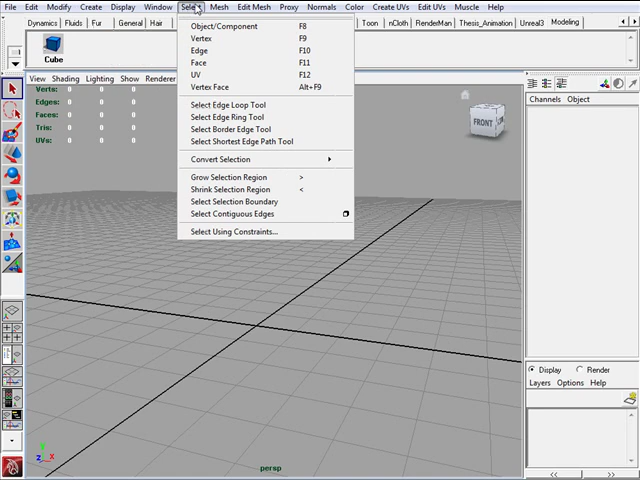 File Edit Modify Create Display Window Select Mesh Edit Mesh Proxy Normals Color Create UVs Edit UVs Muscle Help
Dynamics Fluids Fur General Hair Toon nCloth RenderMan Thesis_Animation Unreal3 Modeling
Cube
Object/Component F8
Vertex F9
Edge F10
Face F11
UV F12
Vertex Face Alt+F9
Select Edge Loop Tool
Select Edge Ring Tool
Select Border Edge Tool
Select Shortest Edge Path Tool
Convert Selection
Grow Selection Region >
Shrink Selection Region <
Select Selection Boundary
Select Contiguous Edges
Select Using Constraints...
View Shading Lighting Show Renderer
Verts: 0 0 0
Edges: 0 0 0
Faces: 0 0 0
Tris: 0 0 0
UVs: 0 0 0
FRONT
Channels Object
Display Render
Layers Options Help
persp
<< >>